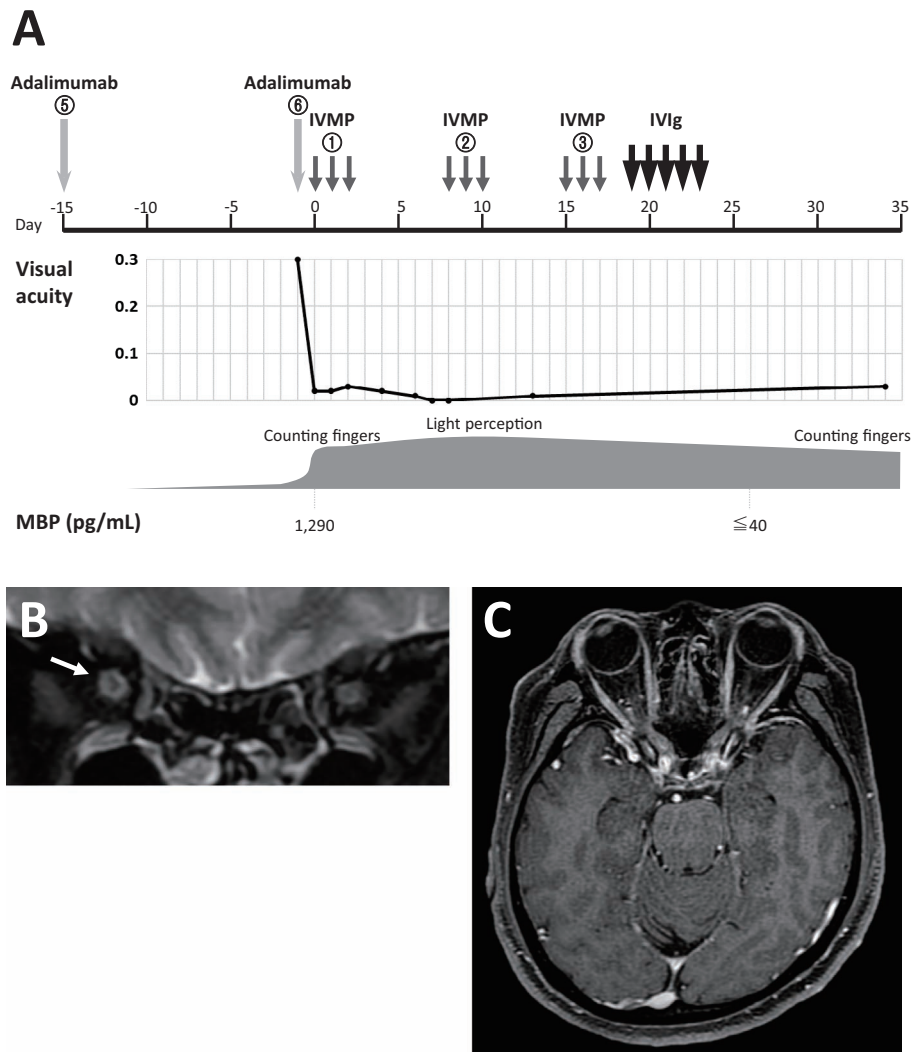 A
Adalimumab
⑤
Adalimumab
⑥
IVMP
①
IVMP
②
IVMP
③
IVIg
-15 -10 -5 0 5 10 15 20 25 30 35
Day
Visual
acuity
0.3
0.2
0.1
0
Counting fingers
Light perception
Counting fingers
MBP (pg/mL)
1,290
≦40
B
C